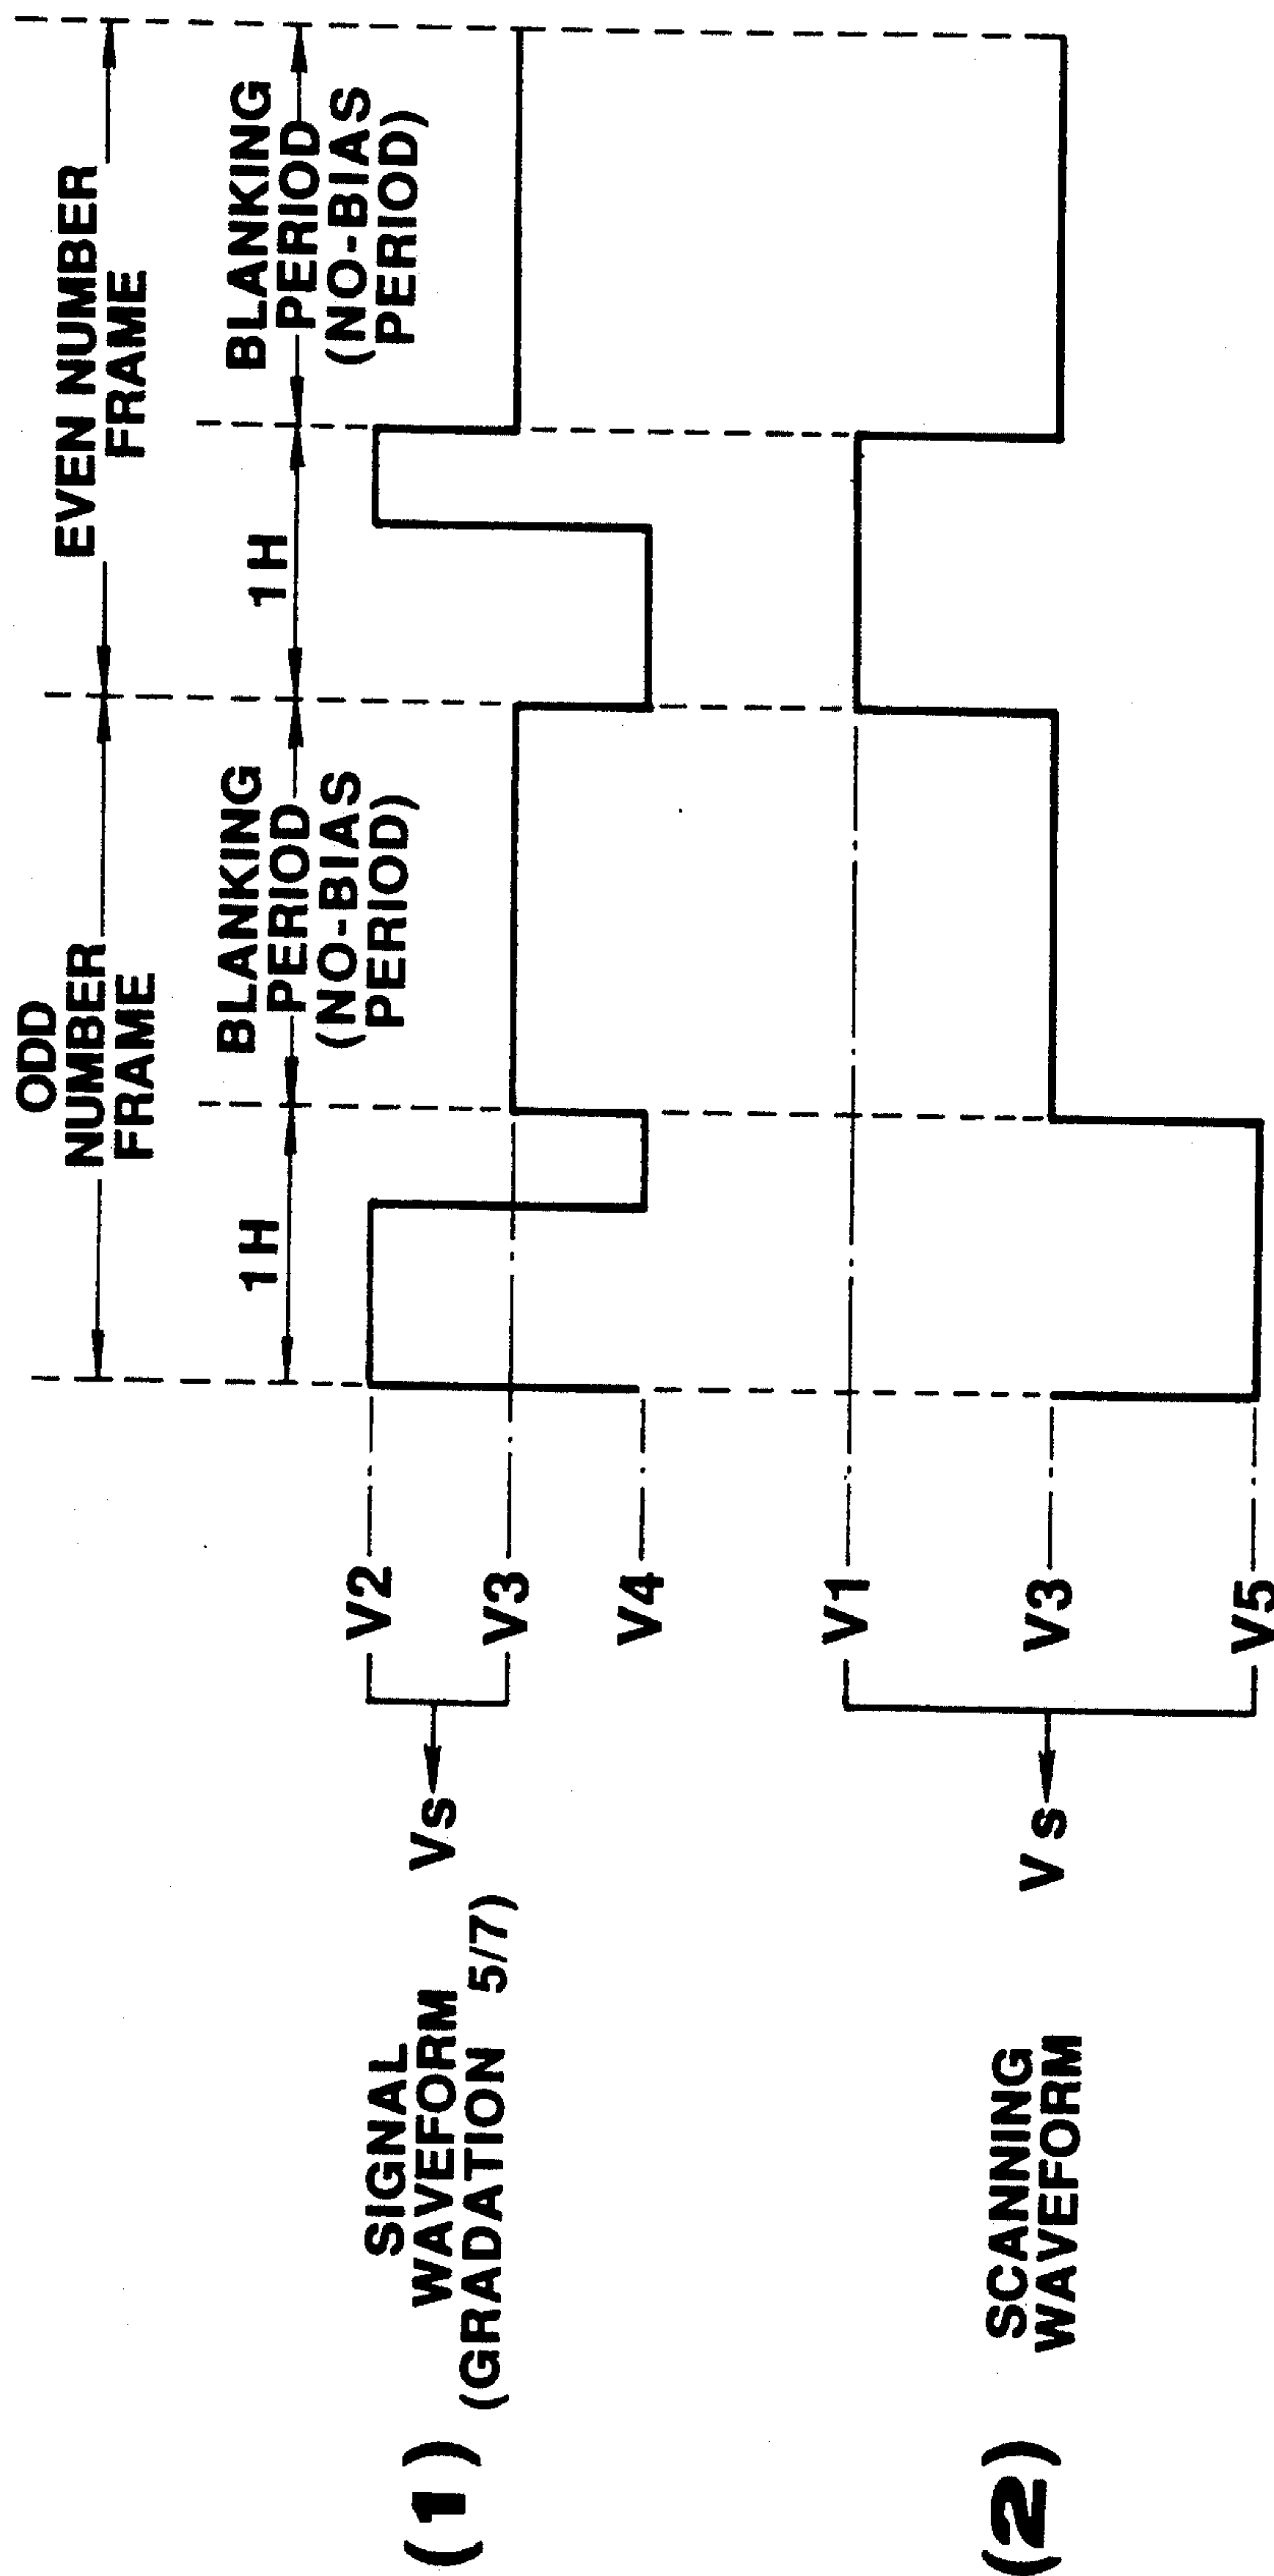 ODD
NUMBER
FRAME
EVEN NUMBER
FRAME
1H
BLANKING
PERIOD
(NO-BIAS
PERIOD)
1H
BLANKING
PERIOD
(NO-BIAS
PERIOD)
(1)
SIGNAL
WAVEFORM
(GRADATION 5/7)
Vs
V2
V3
V4
(2)
SCANNING
WAVEFORM
Vs
V1
V3
V5